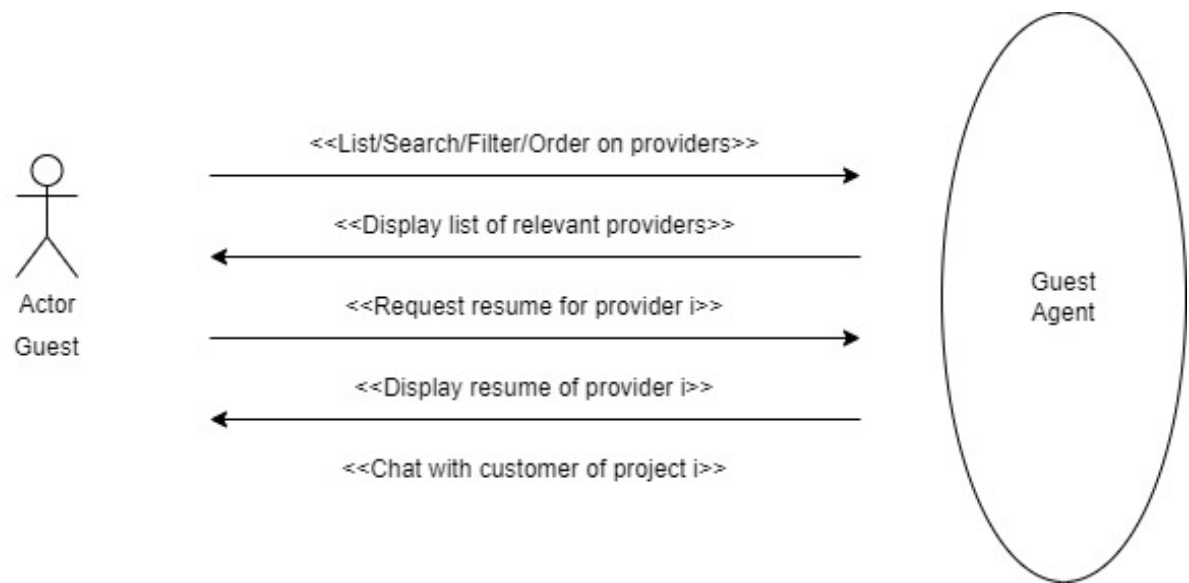 <<List/Search/Filter/Order on providers>>
<<Display list of relevant providers>>
<<Request resume for provider i>>
<<Display resume of provider i>>
<<Chat with customer of project i>>
Actor
Guest
Guest
Agent